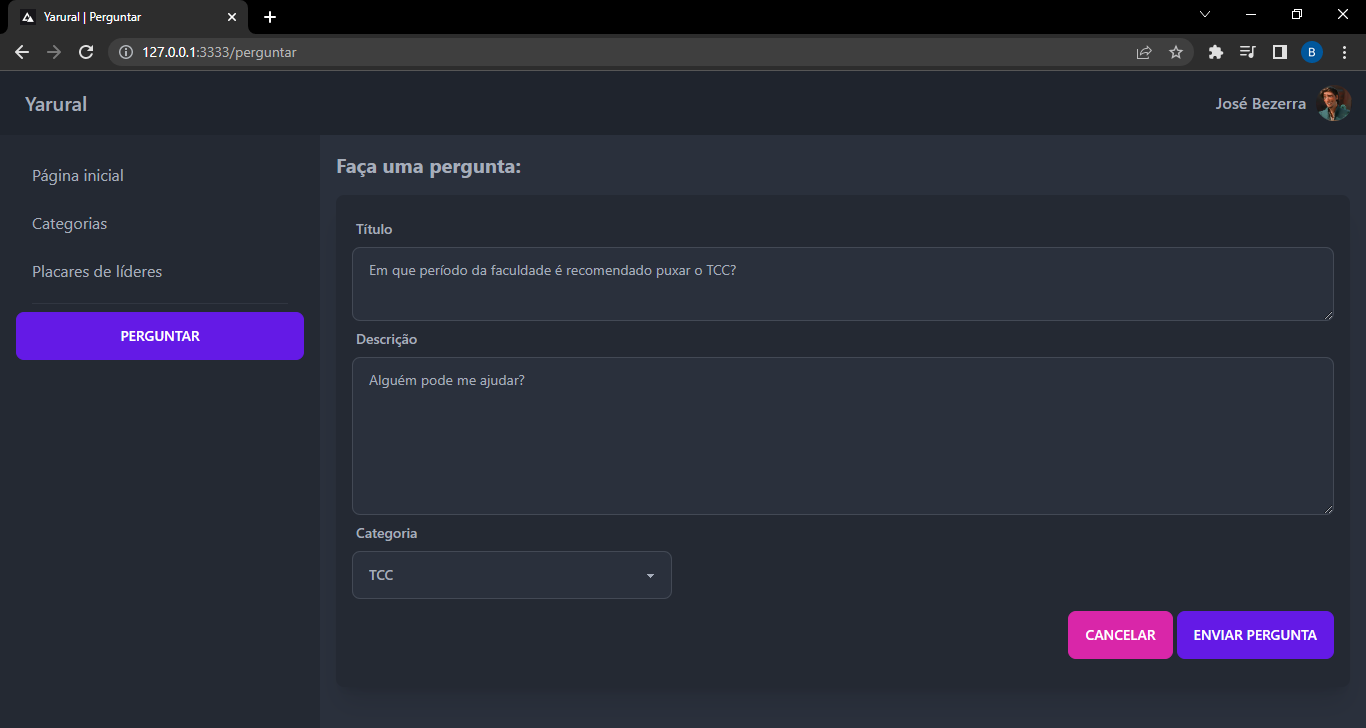 Yarural | Perguntar
127.0.0.1:3333/perguntar
B
Yarural
José Bezerra
Página inicial
Categorias
Placares de líderes
PERGUNTAR
Faça uma pergunta:
Título
Em que período da faculdade é recomendado puxar o TCC?
Descrição
Alguém pode me ajudar?
Categoria
TCC
CANCELAR
ENVIAR PERGUNTA